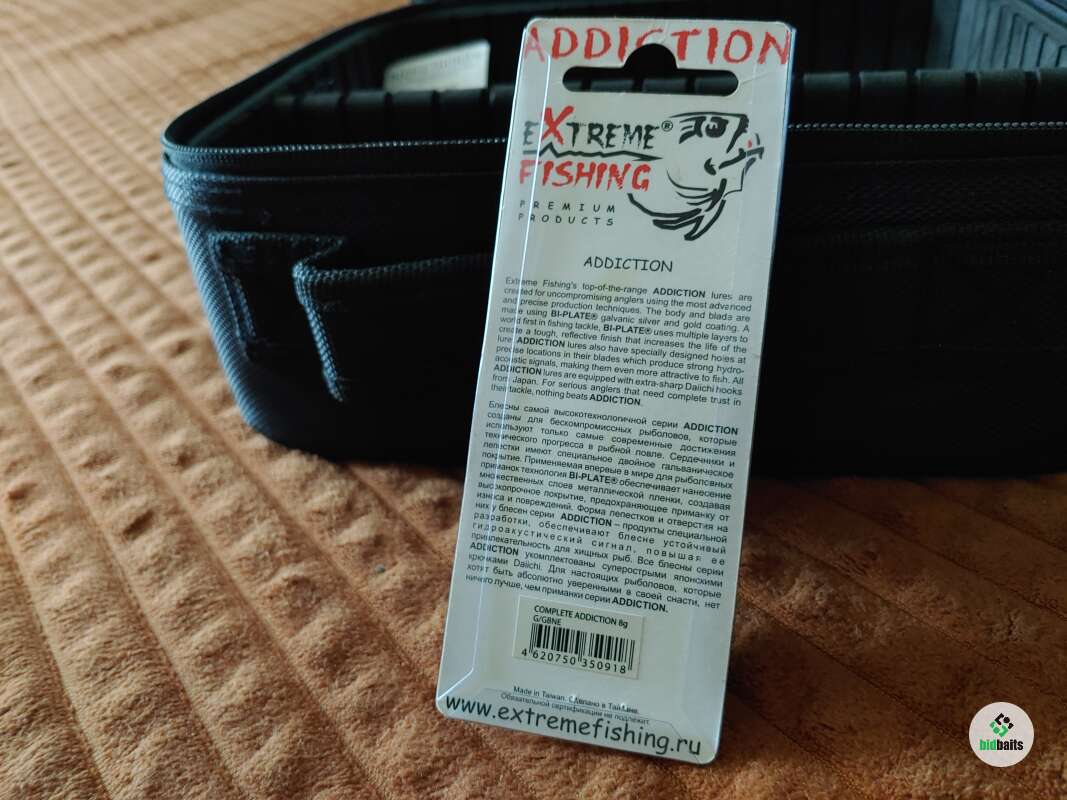 ADDICTION
EXTREME®
FISHING
PREMIUM
PRODUCTS
ADDICTION
Extreme Fishing's top-of-the-range ADDICTION lures are
created for uncompromising anglers using the most advanced
and precise production techniques. The body and blade are
made using BI-PLATE® galvanic silver and gold coating. A
world first in fishing tackle, BI-PLATE® uses multiple layers to
create a tough, reflective finish that increases the life of the
lure. ADDICTION lures also have specially designed holes at
precise locations in their blades which produce strong hydro-
acoustic signals, making them even more attractive to fish. All
ADDICTION lures are equipped with extra-sharp Daiichi hooks
from Japan. For serious anglers that need complete trust in
their tackle, nothing beats ADDICTION.
Блесны самой высокотехнологичной серии ADDICTION
созданы для бескомпромиссных рыболовов, которые
используют только самые современные достижения
технического прогресса в рыбной ловле. Сердечники и
лепестки имеют специальное двойное гальваническое
покрытие. Применяемая впервые в мире для рыболовных
приманок технология BI-PLATE® обеспечивает нанесение
множественных слоев металлической пленки, создавая
высокопрочное покрытие, предохраняющее приманку от
износа и повреждений. Форма лепестков и отверстия на
них у блесен серии ADDICTION – продукты специальной
разработки, обеспечивают блесне устойчивый
гидроакустический сигнал, повышая ее
привлекательность для хищных рыб. Все блесны серии
ADDICTION укомплектованы суперострыми японскими
крючками Daiichi. Для настоящих рыболовов, которые
хотят быть абсолютно уверенными в своей снасти, нет
ничего лучше, чем приманки серии ADDICTION.
COMPLETE ADDICTION 8g
G/GBNE
4 620750 350918
Made in Taiwan. Сделано в Тайване.
Обязательной сертификации не подлежит.
www.extremefishing.ru
bidbaits